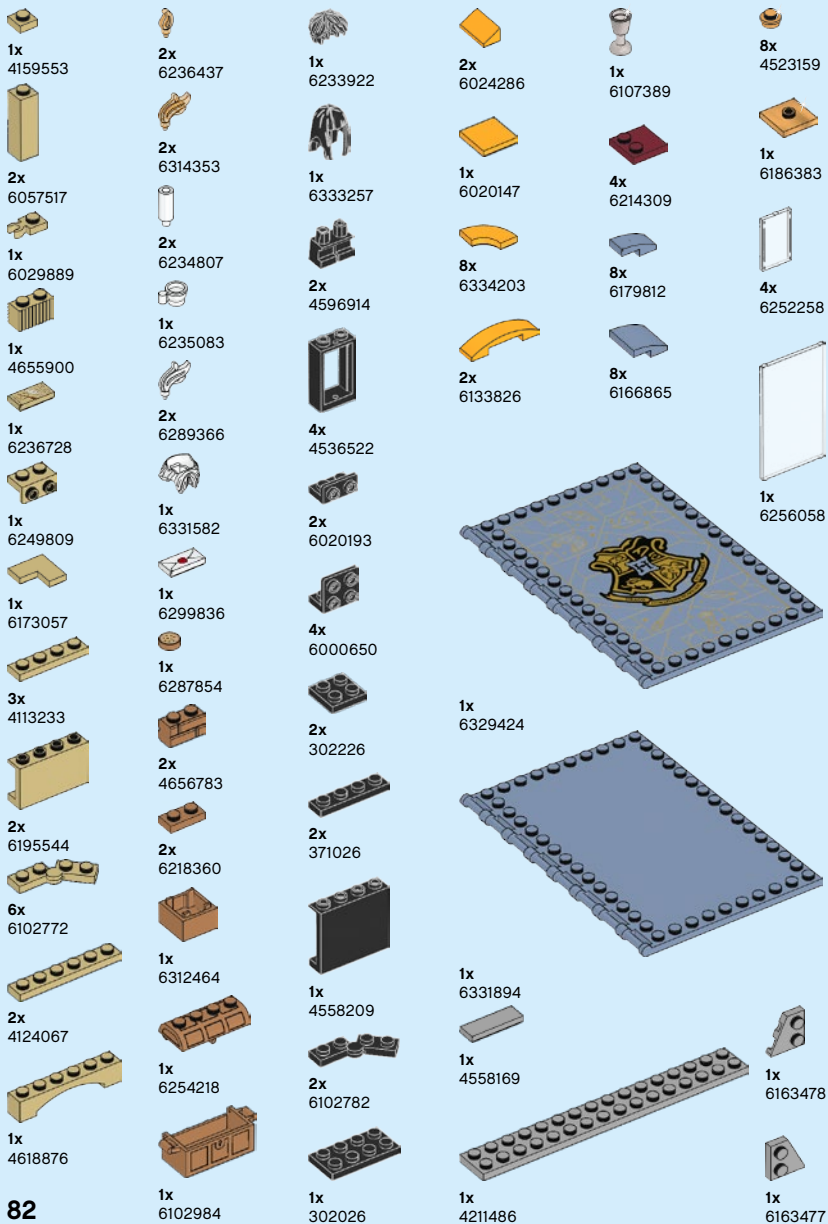 1x
4159553
2x
6057517
1x
6029889
1x
4655900
1x
6236728
1x
6249809
1x
6173057
3x
4113233
2x
6195544
6x
6102772
2x
4124067
1x
4618876
2x
6236437
2x
6314353
2x
6234807
1x
6235083
2x
6289366
1x
6331582
1x
6299836
1x
6287854
2x
4656783
2x
6218360
1x
6312464
1x
6254218
1x
6102984
1x
6233922
1x
6333257
2x
4596914
4x
4536522
2x
6020193
4x
6000650
2x
302226
2x
371026
1x
4558209
2x
6102782
1x
302026
2x
6024286
1x
6020147
8x
6334203
2x
6133826
1x
6107389
4x
6214309
8x
6179812
8x
6166865
8x
4523159
1x
6186383
4x
6252258
1x
6256058
1x
6329424
1x
6331894
1x
4558169
1x
4211486
1x
6163478
1x
6163477
82